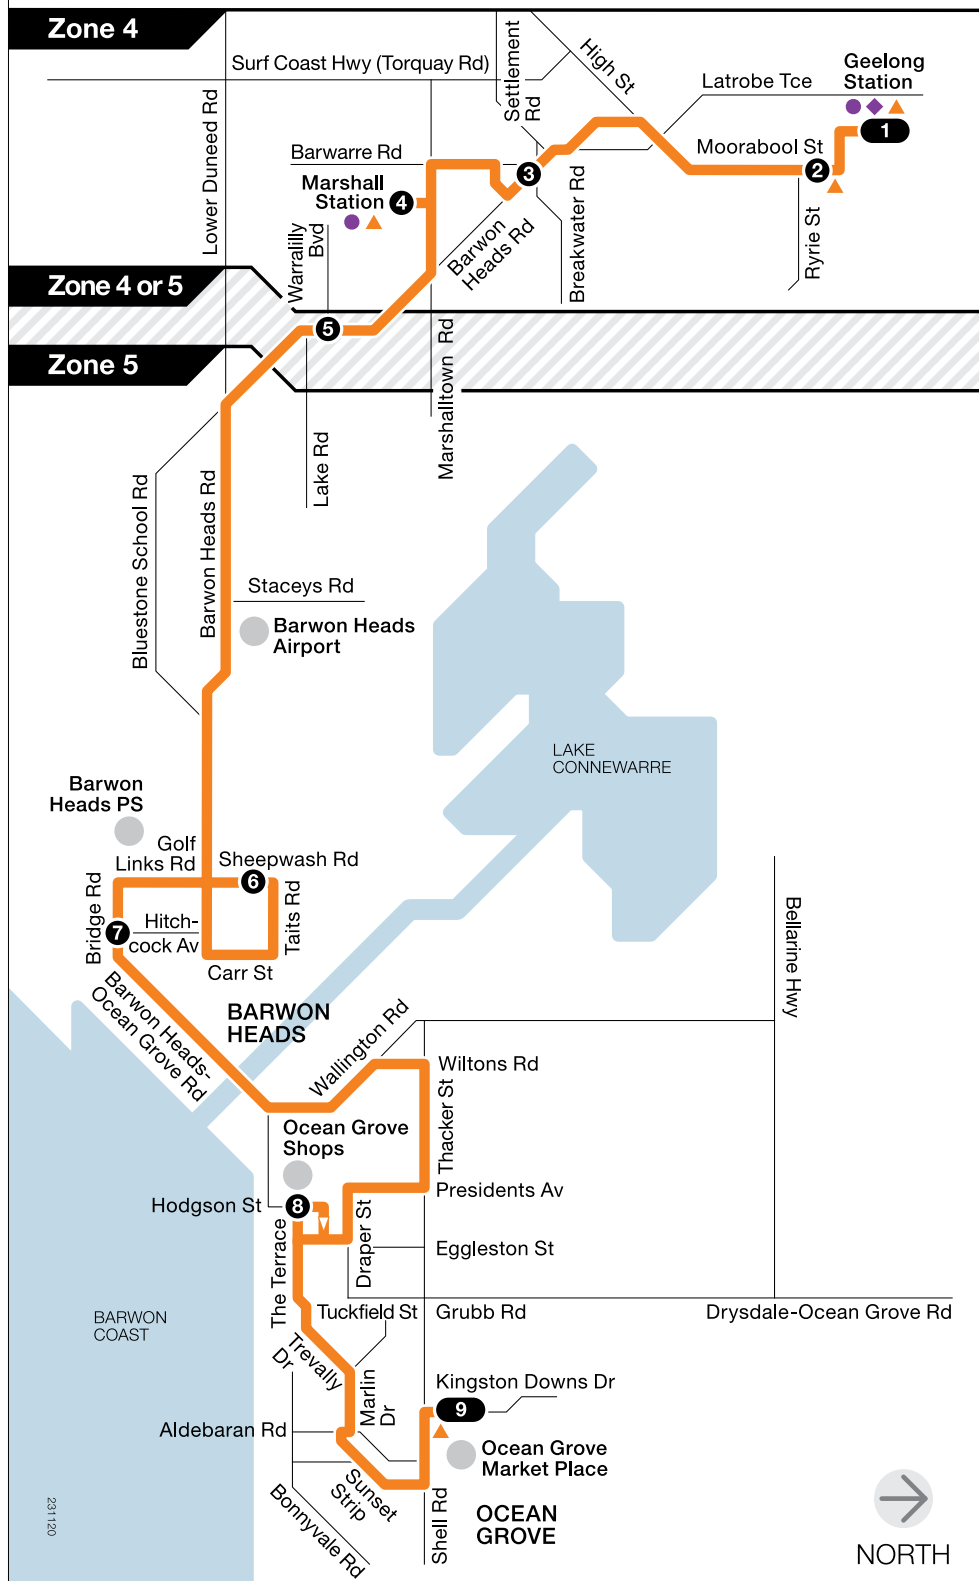 Zone 4
Surf Coast Hwy (Torquay Rd)
Settlement
Rd
High St
Latrobe Tce
Geelong
Station
1
Lower Duneed Rd
Barwarre Rd
Moorabool St
2
3
Marshall
Station
4
Warralilly
Bvd
Barwon
Heads Rd
Breakwater Rd
Ryrie St
Zone 4 or 5
5
Zone 5
Marshalltown Rd
Lake Rd
Bluestone School Rd
Barwon Heads Rd
Staceys Rd
Barwon Heads
Airport
LAKE
CONNEWARRE
Barwon
Heads PS
Golf
Links Rd
Sheepwash Rd
6
Bridge Rd
7
Hitch-
cock Av
Taits Rd
Carr St
Bellarine Hwy
Barwon Heads-
Ocean Grove Rd
BARWON
HEADS
Wallington Rd
Wiltons Rd
Thacker St
Ocean Grove
Shops
Presidents Av
Hodgson St
8
The Terrace
Draper St
Eggleston St
BARWON
COAST
Tuckfield St
Grubb Rd
Drysdale-Ocean Grove Rd
Trevally
Dr
Marlin
Dr
Kingston Downs Dr
9
Aldebaran Rd
Ocean Grove
Market Place
Sunset
Strip
Bonnyvale Rd
Shell Rd
OCEAN
GROVE
231120
NORTH